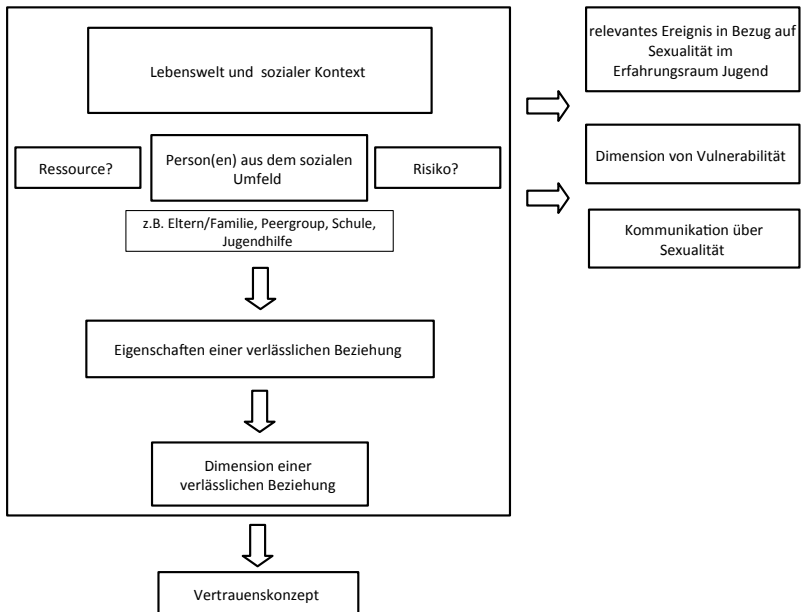 Lebenswelt und sozialer Kontext
Ressource?
Person(en) aus dem sozialen
Umfeld
Risiko?
z.B. Eltern/Familie, Peergroup, Schule,
Jugendhilfe
Eigenschaften einer verlässlichen Beziehung
Dimension einer
verlässlichen Beziehung
Vertrauenskonzept
relevantes Ereignis in Bezug auf
Sexualität im
Erfahrungsraum Jugend
Dimension von Vulnerabilität
Kommunikation über
Sexualität